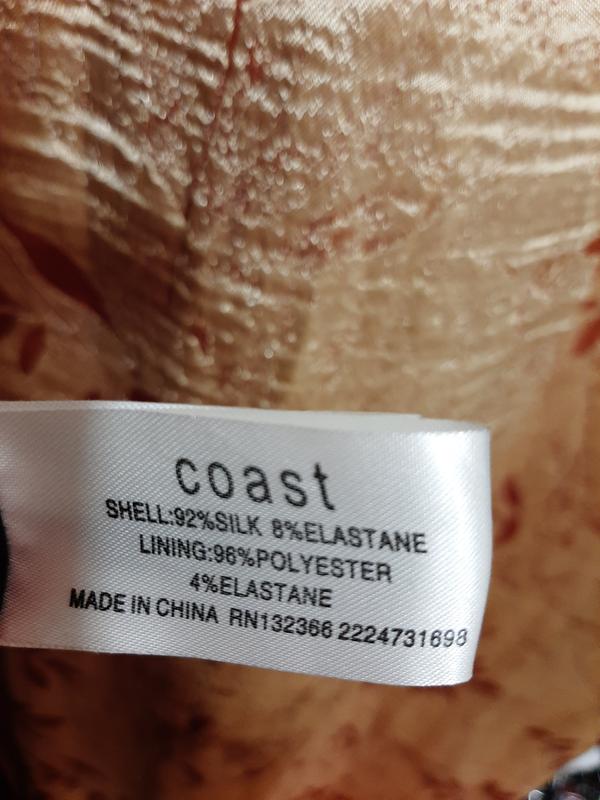 coast
SHELL:92%SILK 8%ELASTANE
LINING:96%POLYESTER
4%ELASTANE
MADE IN CHINA RN132366 2224731698